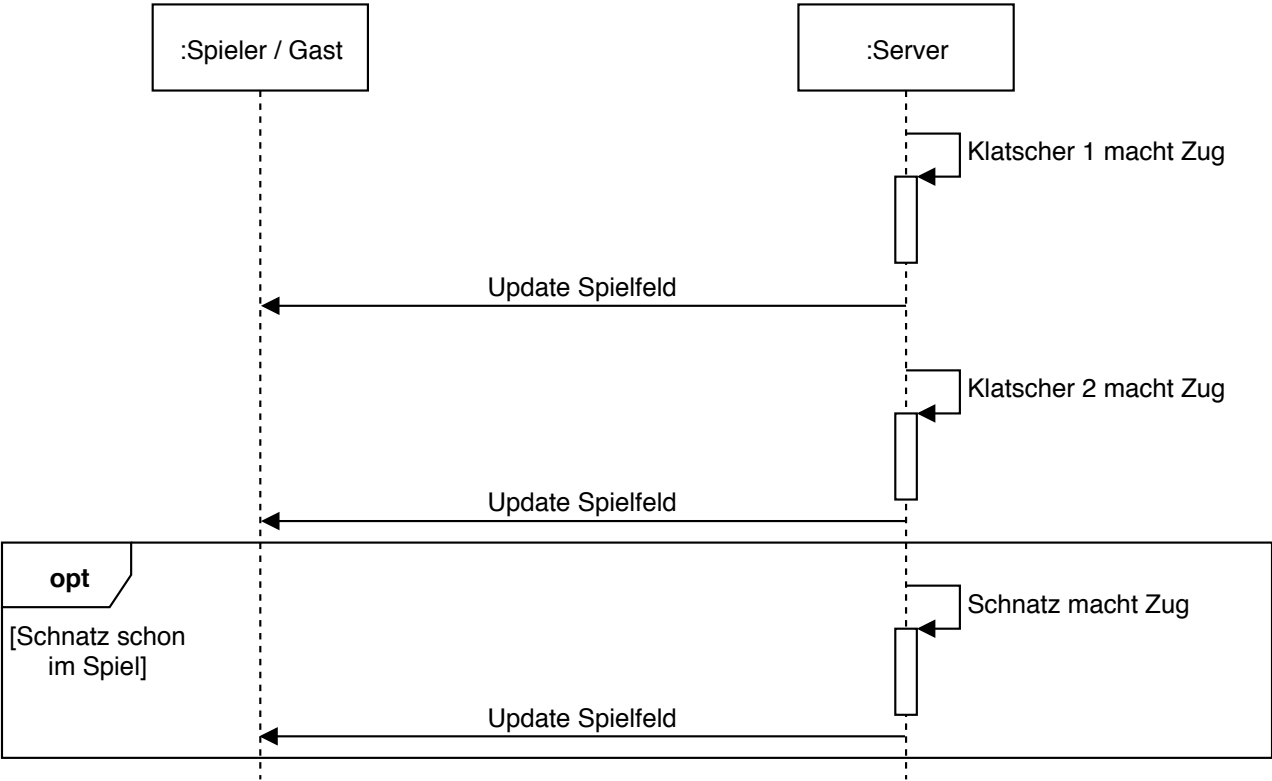 :Spieler / Gast
:Server
Klatscher 1 macht Zug
Update Spielfeld
Klatscher 2 macht Zug
Update Spielfeld
opt
Schnatz macht Zug
[Schnatz schon
im Spiel]
Update Spielfeld